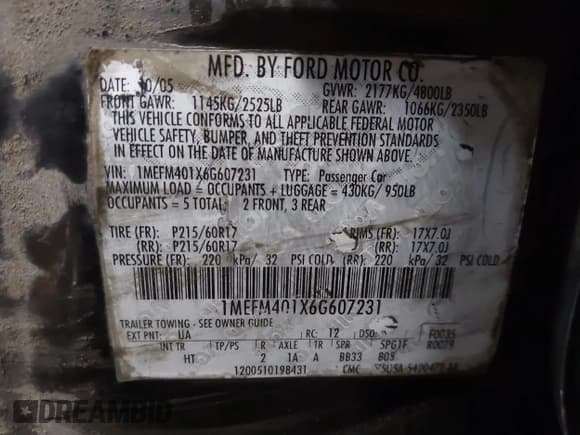 MFD. BY FORD MOTOR CO.
DATE: 10/05 GVWR: 2177KG/4800LB
FRONT GAWR: 1145KG/2525LB REAR GAWR: 1066KG/2350LB
THIS VEHICLE CONFORMS TO ALL APPLICABLE FEDERAL MOTOR
VEHICLE SAFETY, BUMPER, AND THEFT PREVENTION STANDARDS
IN EFFECT ON THE DATE OF MANUFACTURE SHOWN ABOVE.
VIN: 1MEFM401X6G607231 TYPE: Passenger Car
MAXIMUM LOAD = OCCUPANTS + LUGGAGE = 430KG/950LB
OCCUPANTS = 5 TOTAL 2 FRONT, 3 REAR
TIRE (FR): P215/60R17 RIMS (FR): 17X7.0J
(RR): P215/60R17 (RR): 17X7.0J
PRESSURE (FR): 220 kPa/ 32 PSI COLD (RR): 220 kPa/ 32 PSI COLD
1MEFM401X6G607231
TRAILER TOWING - SEE OWNER GUIDE
EXT PNT: UA RC: 12 DSO: F0035
INT TR TP/PS R AXLE TR SPR SPG1F R0079
HT 2 1A A BB33 B08
1200510198431 CMC
DREAMBID